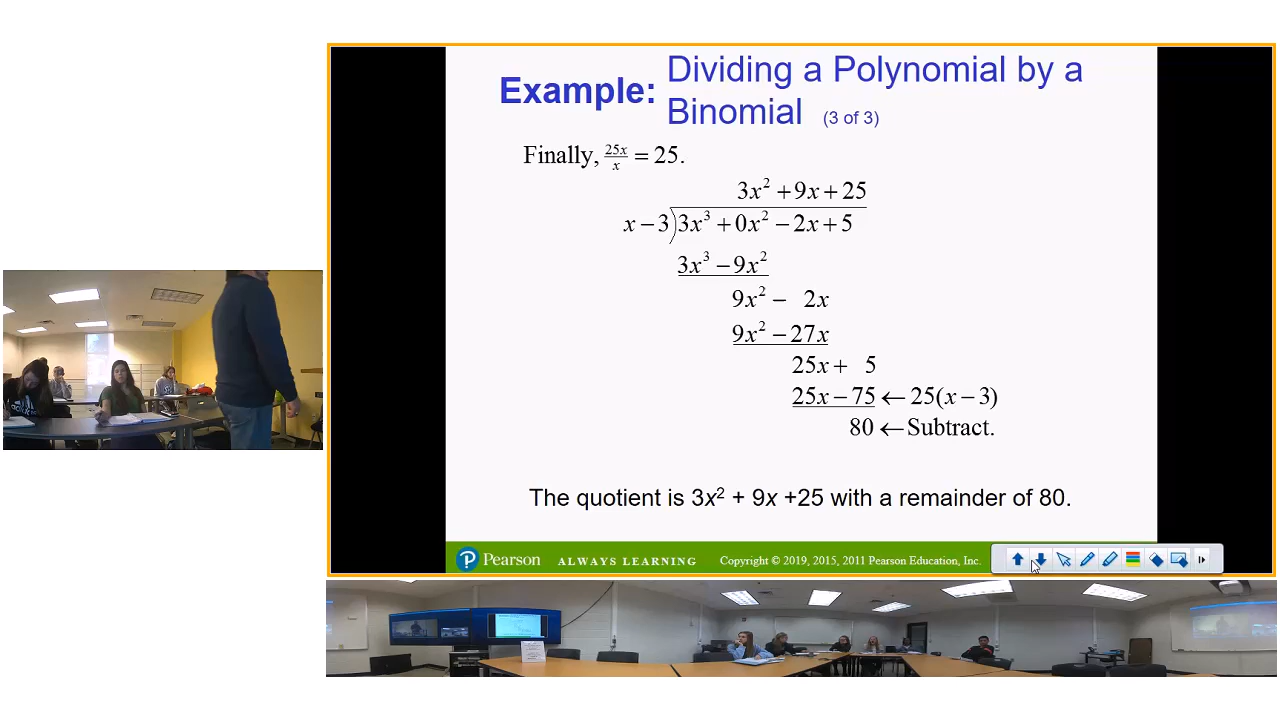 Example: Dividing a Polynomial by a
Binomial (3 of 3)
Finally, 25x/x = 25.
3x² + 9x + 25
x − 3)3x³ + 0x² − 2x + 5
3x³ − 9x²
9x² − 2x
9x² − 27x
25x + 5
25x − 75 ← 25(x − 3)
80 ← Subtract.
The quotient is 3x² + 9x +25 with a remainder of 80.
P Pearson ALWAYS LEARNING Copyright © 2019, 2015, 2011 Pearson Education, Inc.